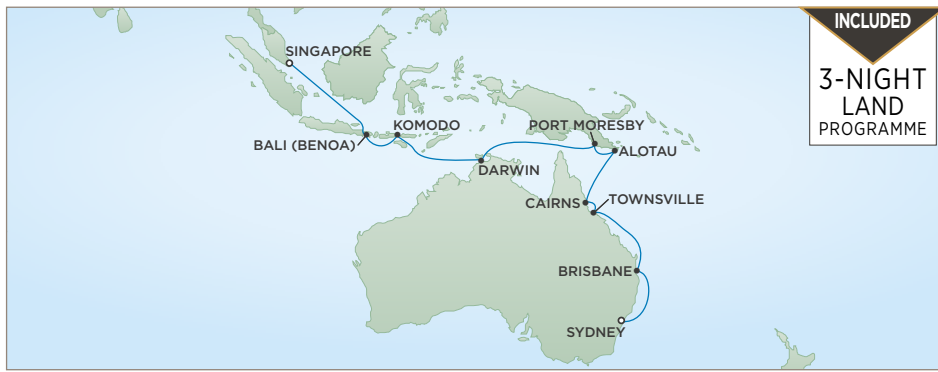 INCLUDED
3-NIGHT
LAND
PROGRAMME
SINGAPORE
BALI (BENOA)
KOMODO
PORT MORESBY
ALOTAU
DARWIN
CAIRNS
TOWNSVILLE
BRISBANE
SYDNEY